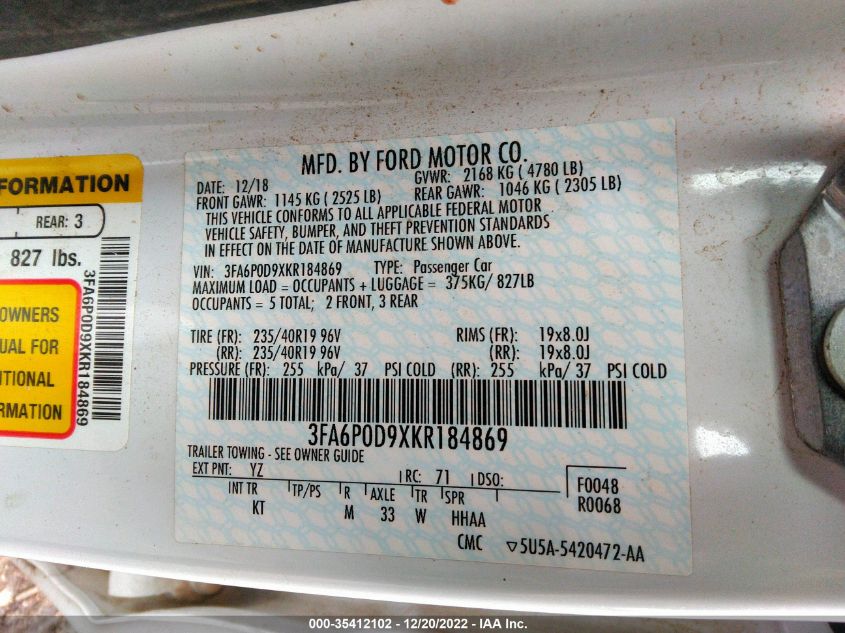 MFD. BY FORD MOTOR CO.
DATE: 12/18 GVWR: 2168 KG ( 4780 LB)
FRONT GAWR: 1145 KG ( 2525 LB) REAR GAWR: 1046 KG ( 2305 LB)
THIS VEHICLE CONFORMS TO ALL APPLICABLE FEDERAL MOTOR
VEHICLE SAFETY, BUMPER, AND THEFT PREVENTION STANDARDS
IN EFFECT ON THE DATE OF MANUFACTURE SHOWN ABOVE.
VIN: 3FA6P0D9XKR184869 TYPE: Passenger Car
MAXIMUM LOAD = OCCUPANTS + LUGGAGE = 375KG/ 827LB
OCCUPANTS = 5 TOTAL; 2 FRONT, 3 REAR
TIRE (FR): 235/40R19 96V RIMS (FR): 19x8.0J
(RR): 235/40R19 96V (RR): 19x8.0J
PRESSURE (FR): 255 kPa/ 37 PSI COLD (RR): 255 kPa/ 37 PSI COLD
3FA6P0D9XKR184869
TRAILER TOWING - SEE OWNER GUIDE
EXT PNT: YZ RC: 71 DSO: F0048
INT TR TP/PS R AXLE TR SPR R0068
KT M 33 W HHAA
CMC ▽5U5A-5420472-AA
FORMATION
REAR: 3
827 lbs.
OWNERS
UAL FOR
ITIONAL
ORMATION
3FA6P0D9XKR184869
000-35412102 - 12/20/2022 - IAA Inc.